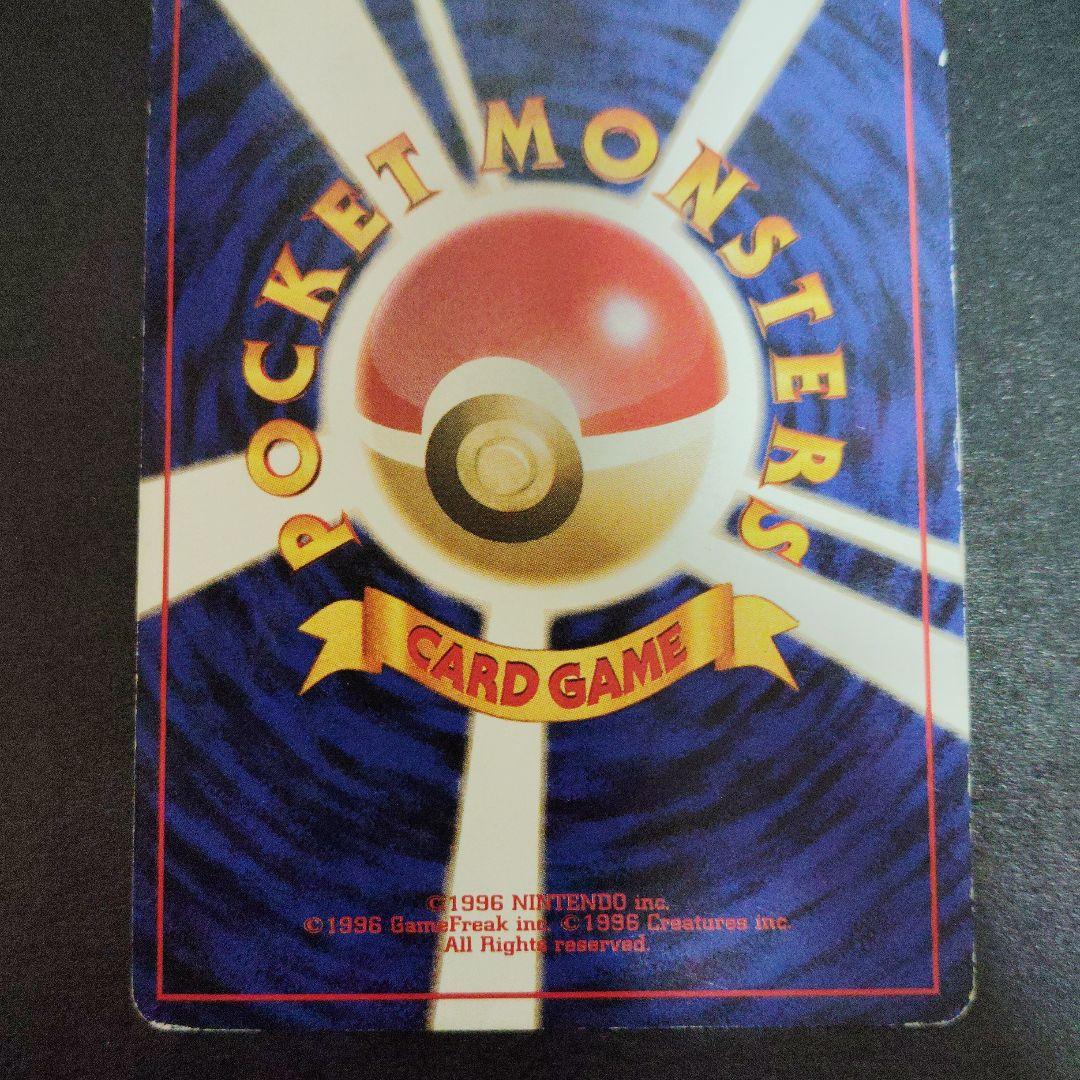 POCKET MONSTERS
CARD GAME
©1996 NINTENDO inc.
©1996 GameFreak inc. ©1996 Creatures inc.
All Rights reserved.